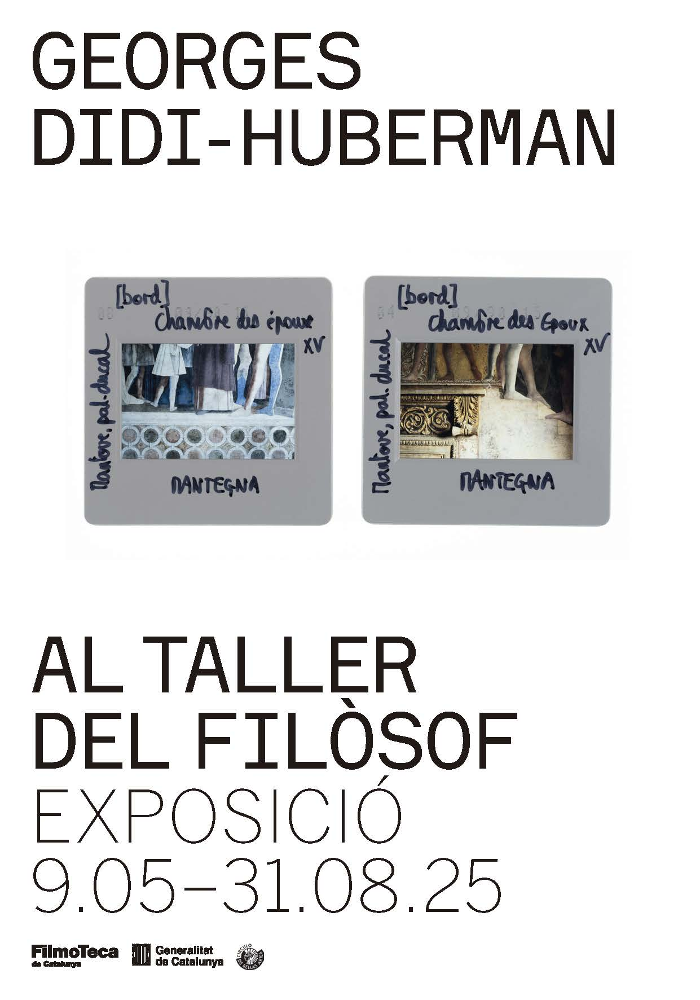 GEORGES
DIDI-HUBERMAN
[bord]
Chambre des époux
XV
Mantove, pal. ducal
MANTEGNA
[bord]
Chambre des Epoux
XV
Mantove, pal. ducal
MANTEGNA
AL TALLER
DEL FILÒSOF
EXPOSICIÓ
9.05–31.08.25
FilmoTeca
de Catalunya
Generalitat
de Catalunya
CIRCULO
DE BELLAS ARTES